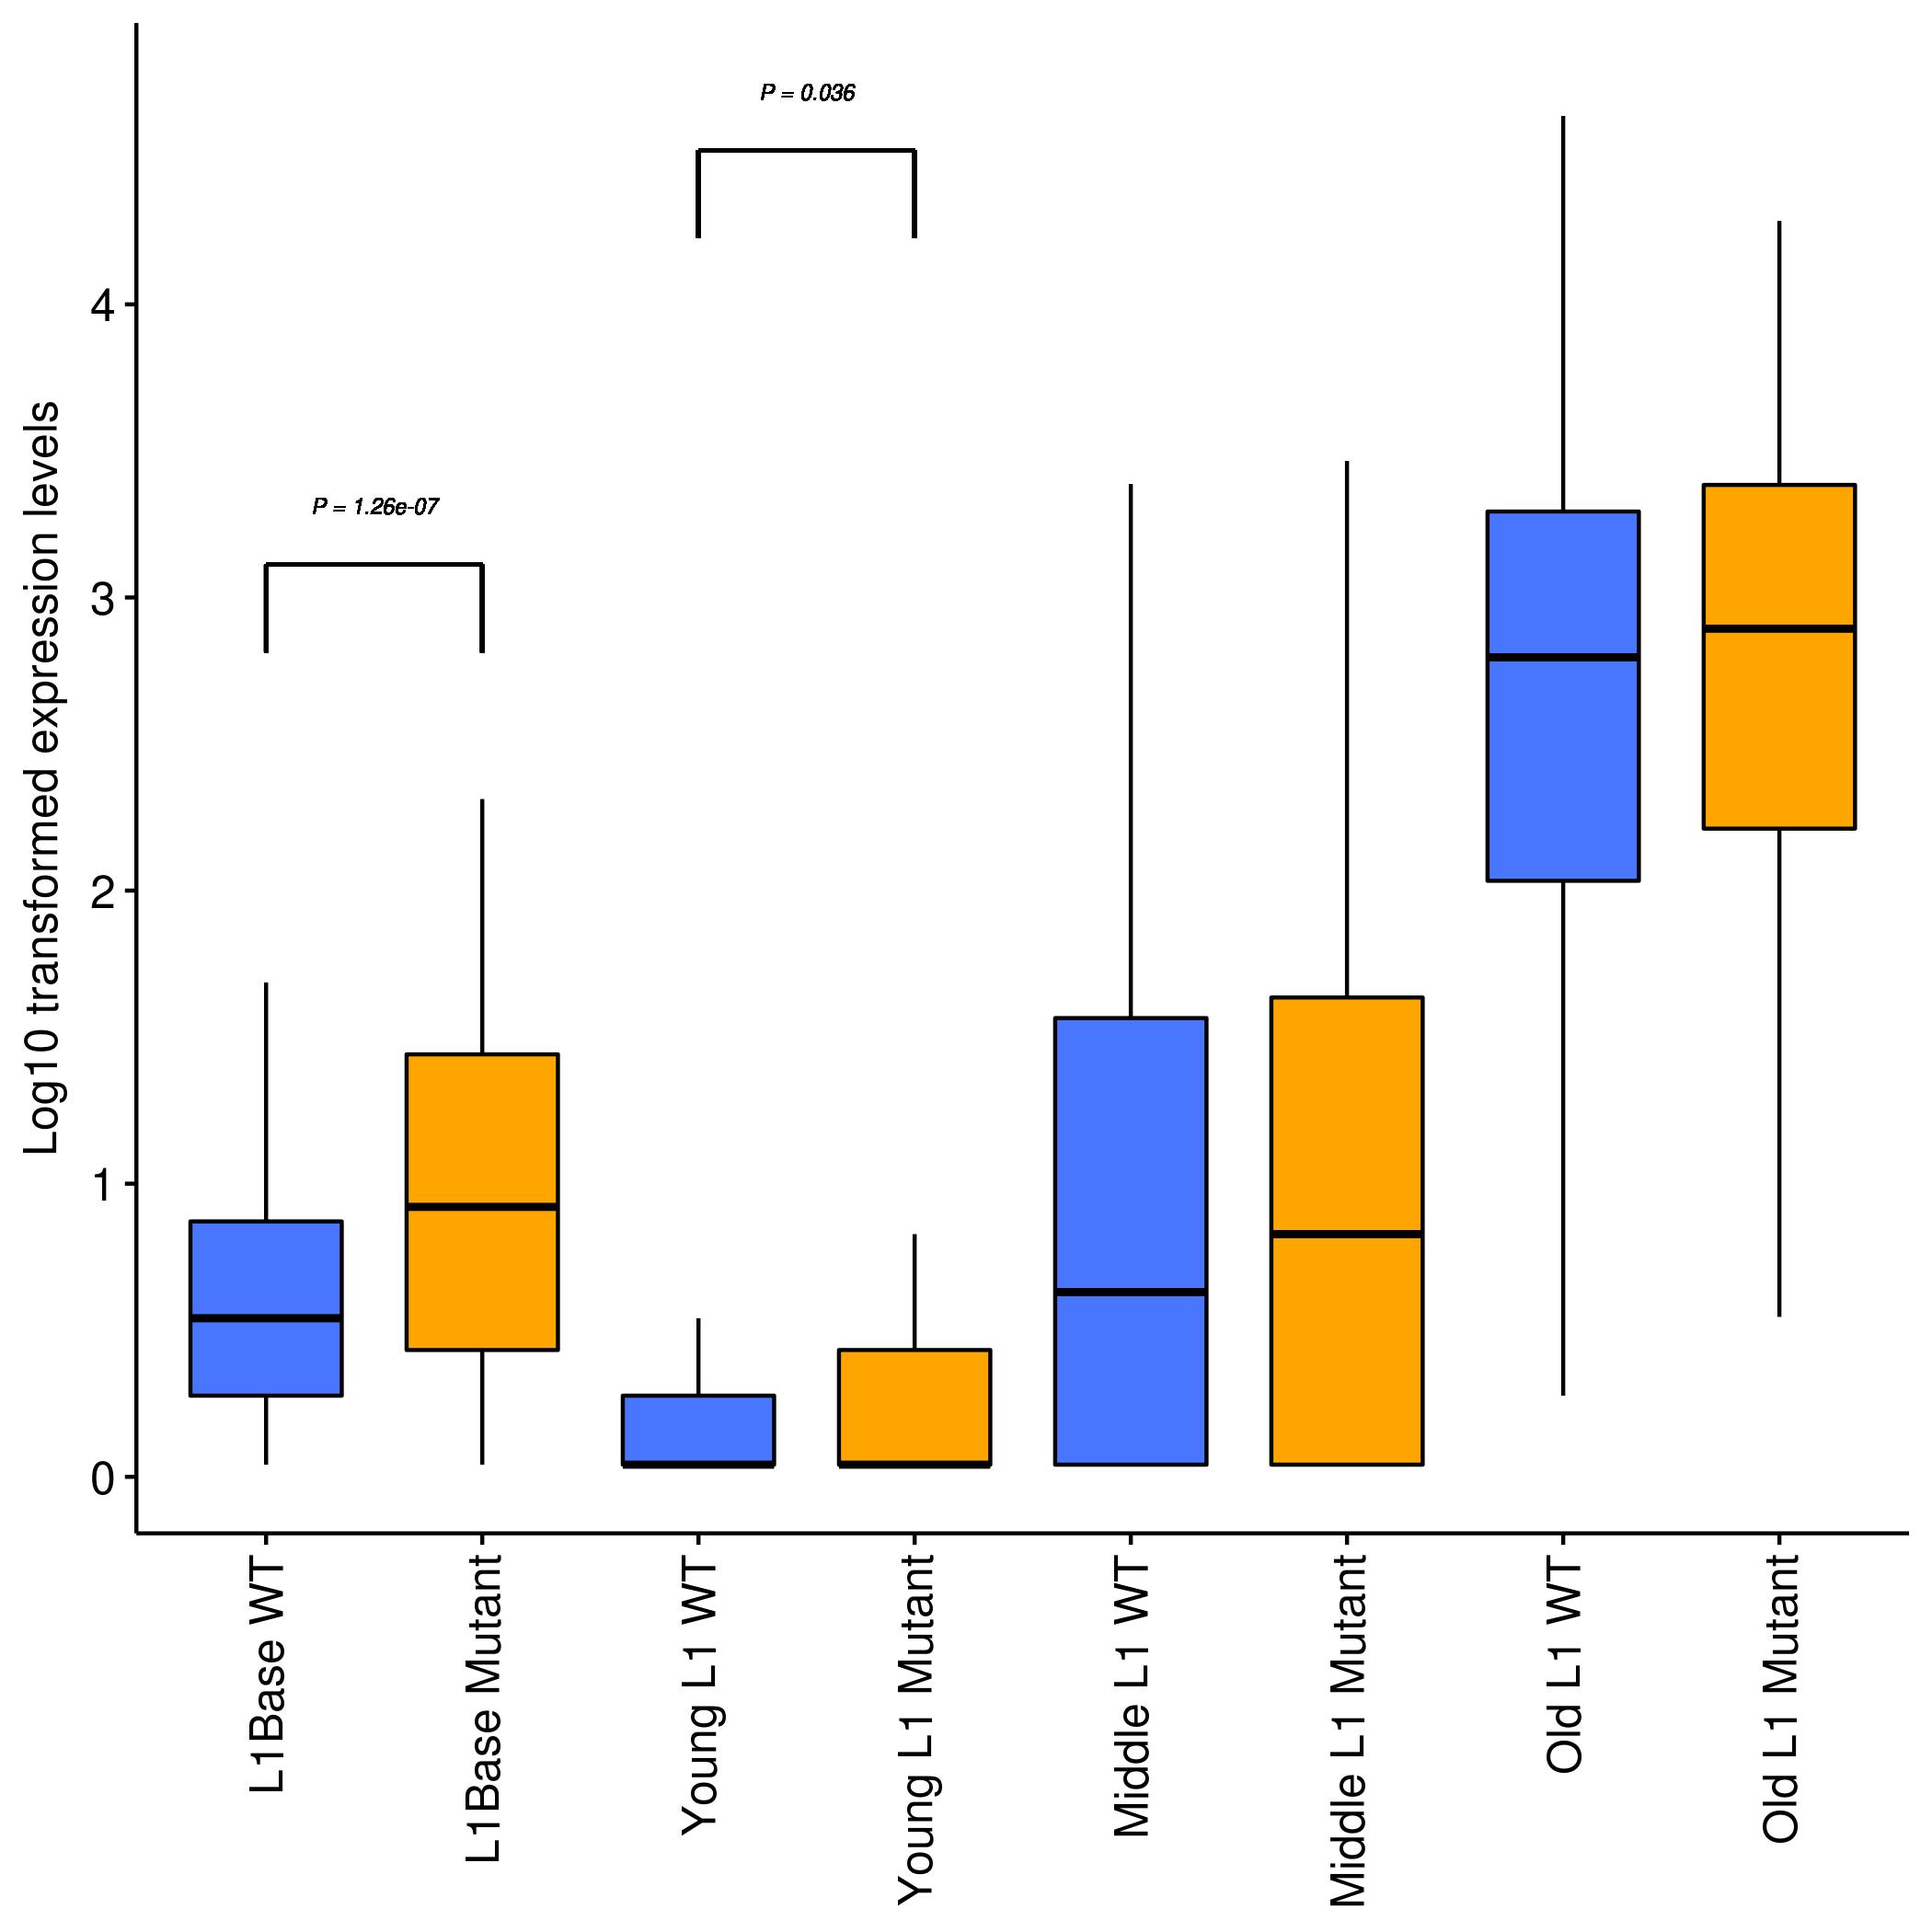 P = 0.036
P = 1.26e-07
Log10 transformed expression levels
4
3
2
1
0
L1Base WT
L1Base Mutant
Young L1 WT
Young L1 Mutant
Middle L1 WT
Middle L1 Mutant
Old L1 WT
Old L1 Mutant